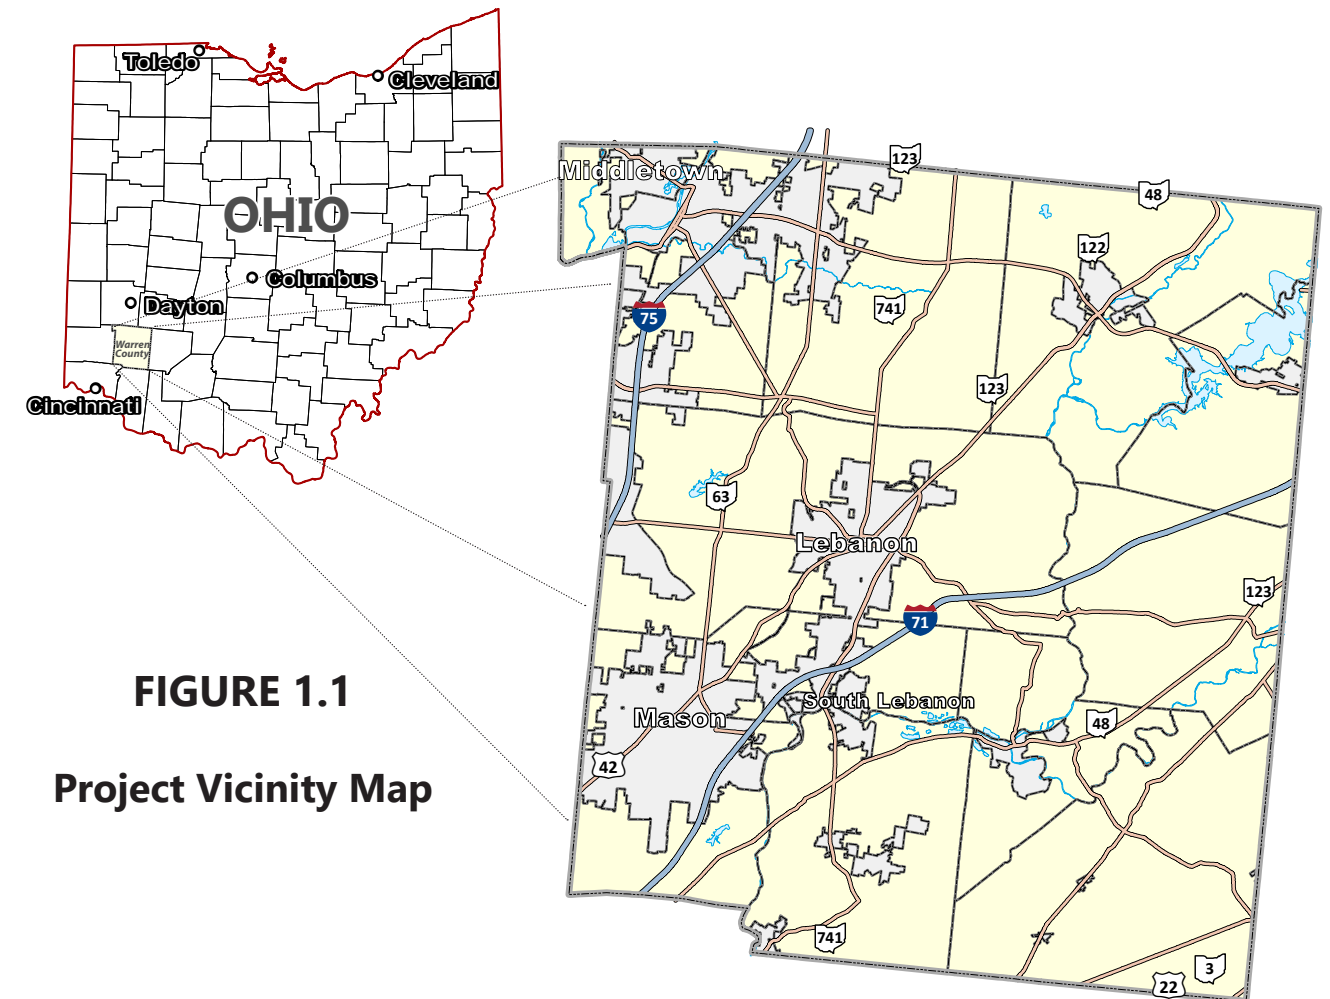 Toledo
Cleveland
OHIO
Columbus
Dayton
Warren
County
Cincinnati
FIGURE 1.1
Project Vicinity Map
Middletown
123
48
122
741
75
123
63
Lebanon
123
71
South Lebanon
Mason
48
42
741
3
22